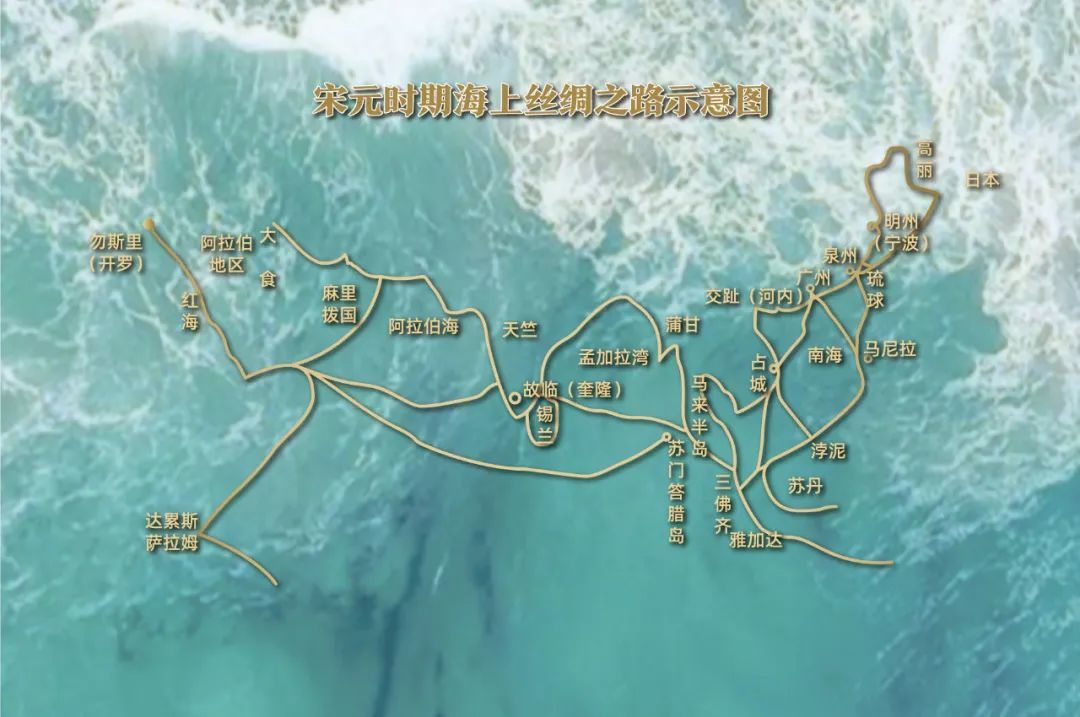 宋元时期海上丝绸之路示意图
高丽
日本
明州
（宁波）
泉州
广州
琉球
交趾（河内）
勿斯里
（开罗）
阿拉伯
地区
大食
红海
麻里
拨国
阿拉伯海
天竺
蒲甘
孟加拉湾
占城
南海
马尼拉
故临（奎隆）
锡兰
马来半岛
苏门答腊岛
三佛齐
浡泥
苏丹
雅加达
达累斯
萨拉姆